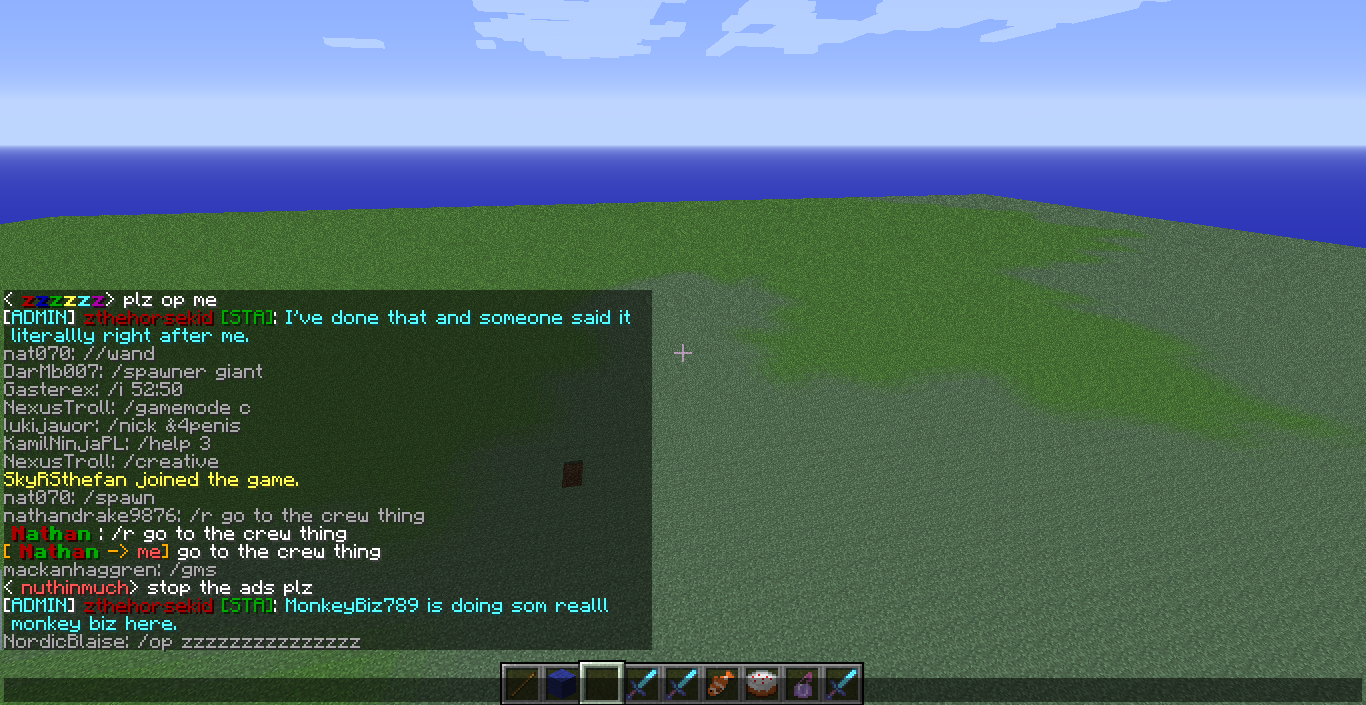 < zzzzzz> plz op me
[ADMIN] zthehorsekid [STA]: I've done that and someone said it
literallly right after me.
nat070: //wand
DarMb007: /spawner giant
Gasterex: /i 52:50
NexusTroll: /gamemode c
lukijawor: /nick &4penis
KamilNinjaPL: /help 3
NexusTroll: /creative
SkyRSthefan joined the game.
nat070: /spawn
nathandrake9876: /r go to the crew thing
Nathan : /r go to the crew thing
[ Nathan -> me] go to the crew thing
mackanhaggren: /gms
< nuthinmuch> stop the ads plz
[ADMIN] zthehorsekid [STA]: MonkeyBiz789 is doing som realll
monkey biz here.
NordicBlaise: /op zzzzzzzzzzzzzzz